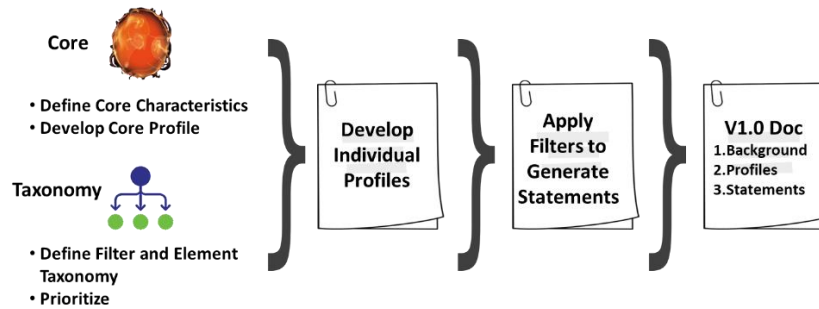 Core
• Define Core Characteristics
• Develop Core Profile
Taxonomy
• Define Filter and Element
Taxonomy
• Prioritize
Develop
Individual
Profiles
Apply
Filters to
Generate
Statements
V1.0 Doc
1.Background
2.Profiles
3.Statements